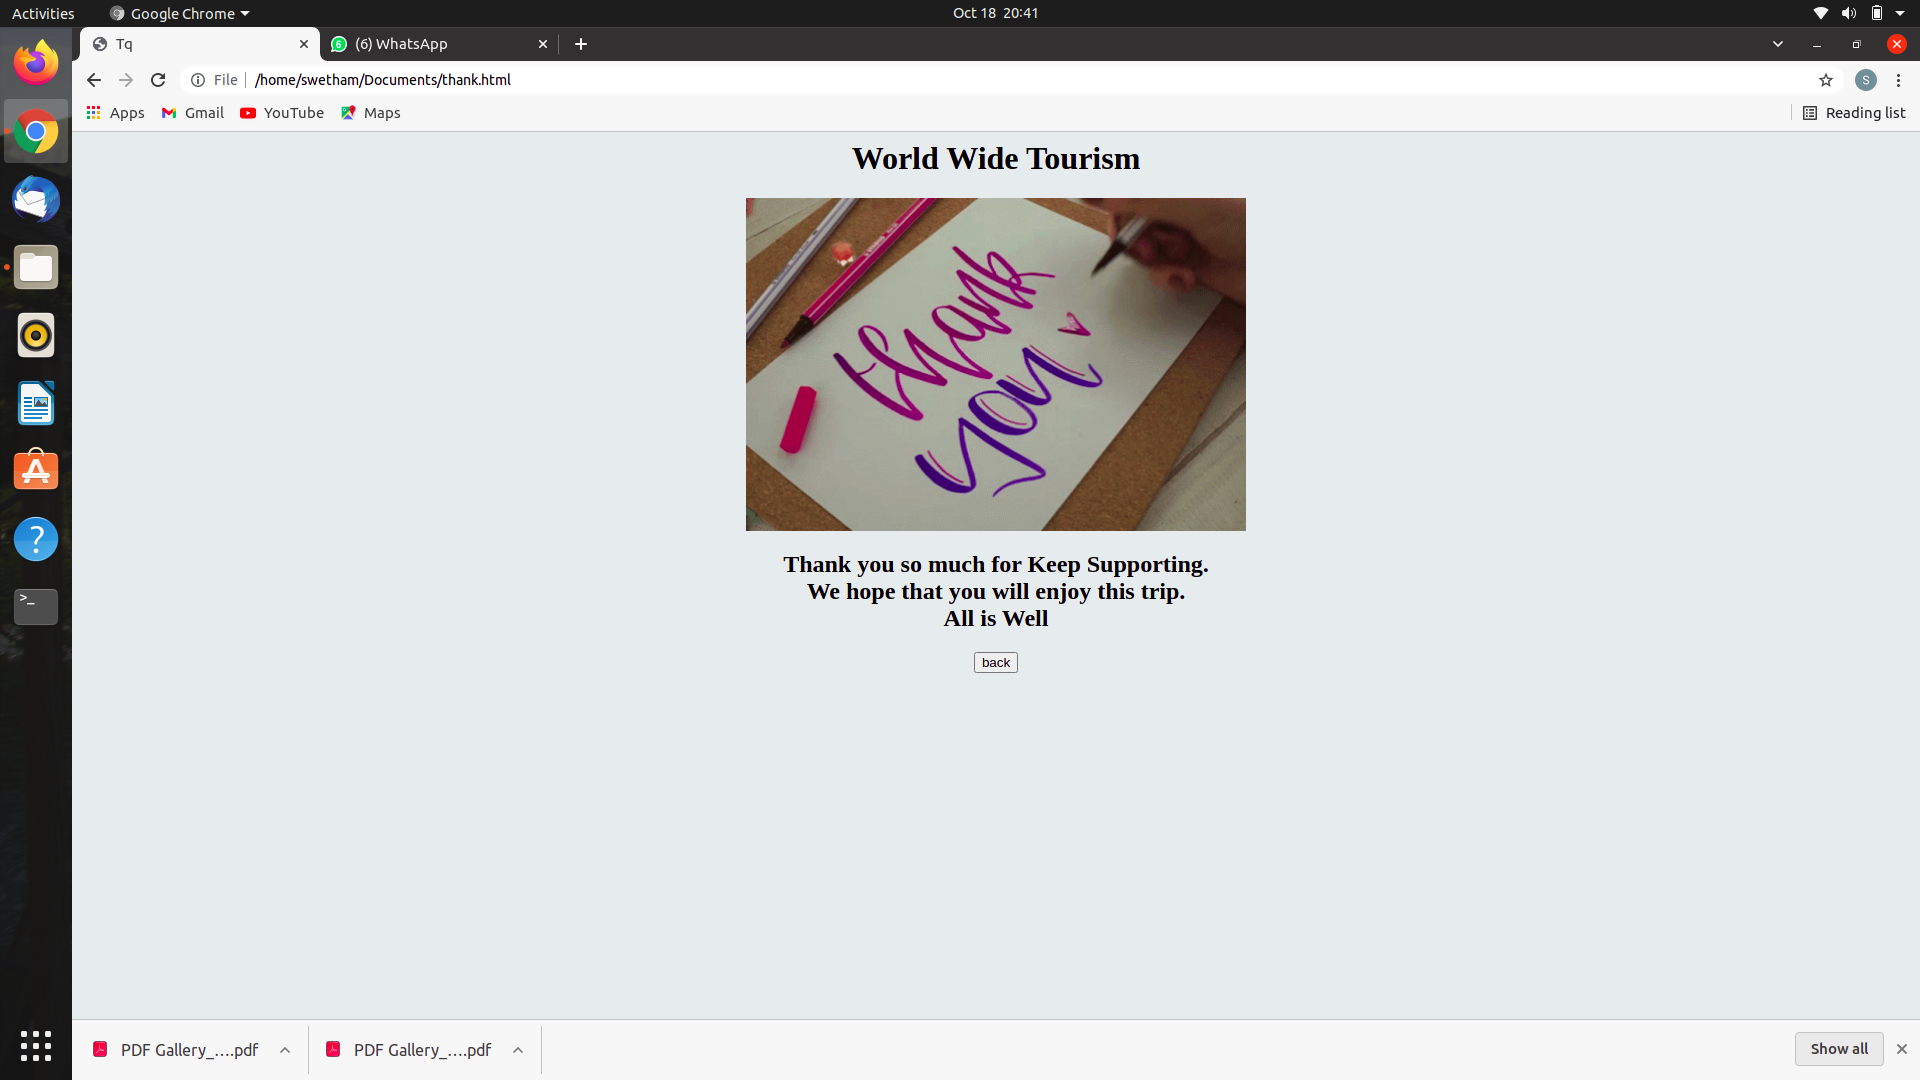 Activities
Google Chrome
Oct 18 20:41
Tq
6
(6) WhatsApp
File
/home/swetham/Documents/thank.html
S
Apps
Gmail
YouTube
Maps
Reading list
World Wide Tourism
thank
you
Thank you so much for Keep Supporting.
We hope that you will enjoy this trip.
All is Well
back
?
>_
PDF Gallery_....pdf
PDF Gallery_....pdf
Show all